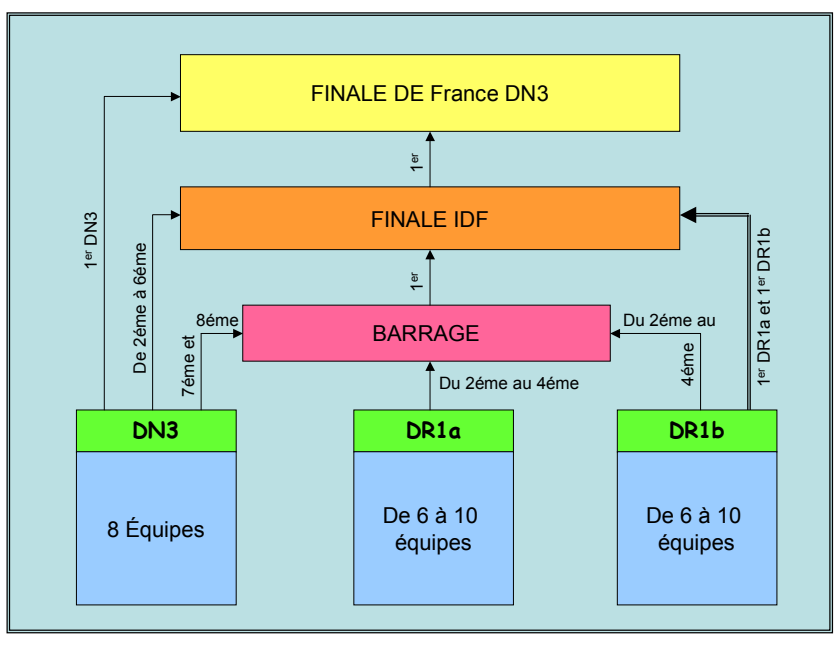 FINALE DE France DN3
1er
1er DN3
FINALE IDF
De 2éme à 6éme
1er
1er DR1a et 1er DR1b
8éme
7éme et
BARRAGE
Du 2éme au
4éme
Du 2éme au 4éme
DN3
DR1a
DR1b
8 Équipes
De 6 à 10
équipes
De 6 à 10
équipes